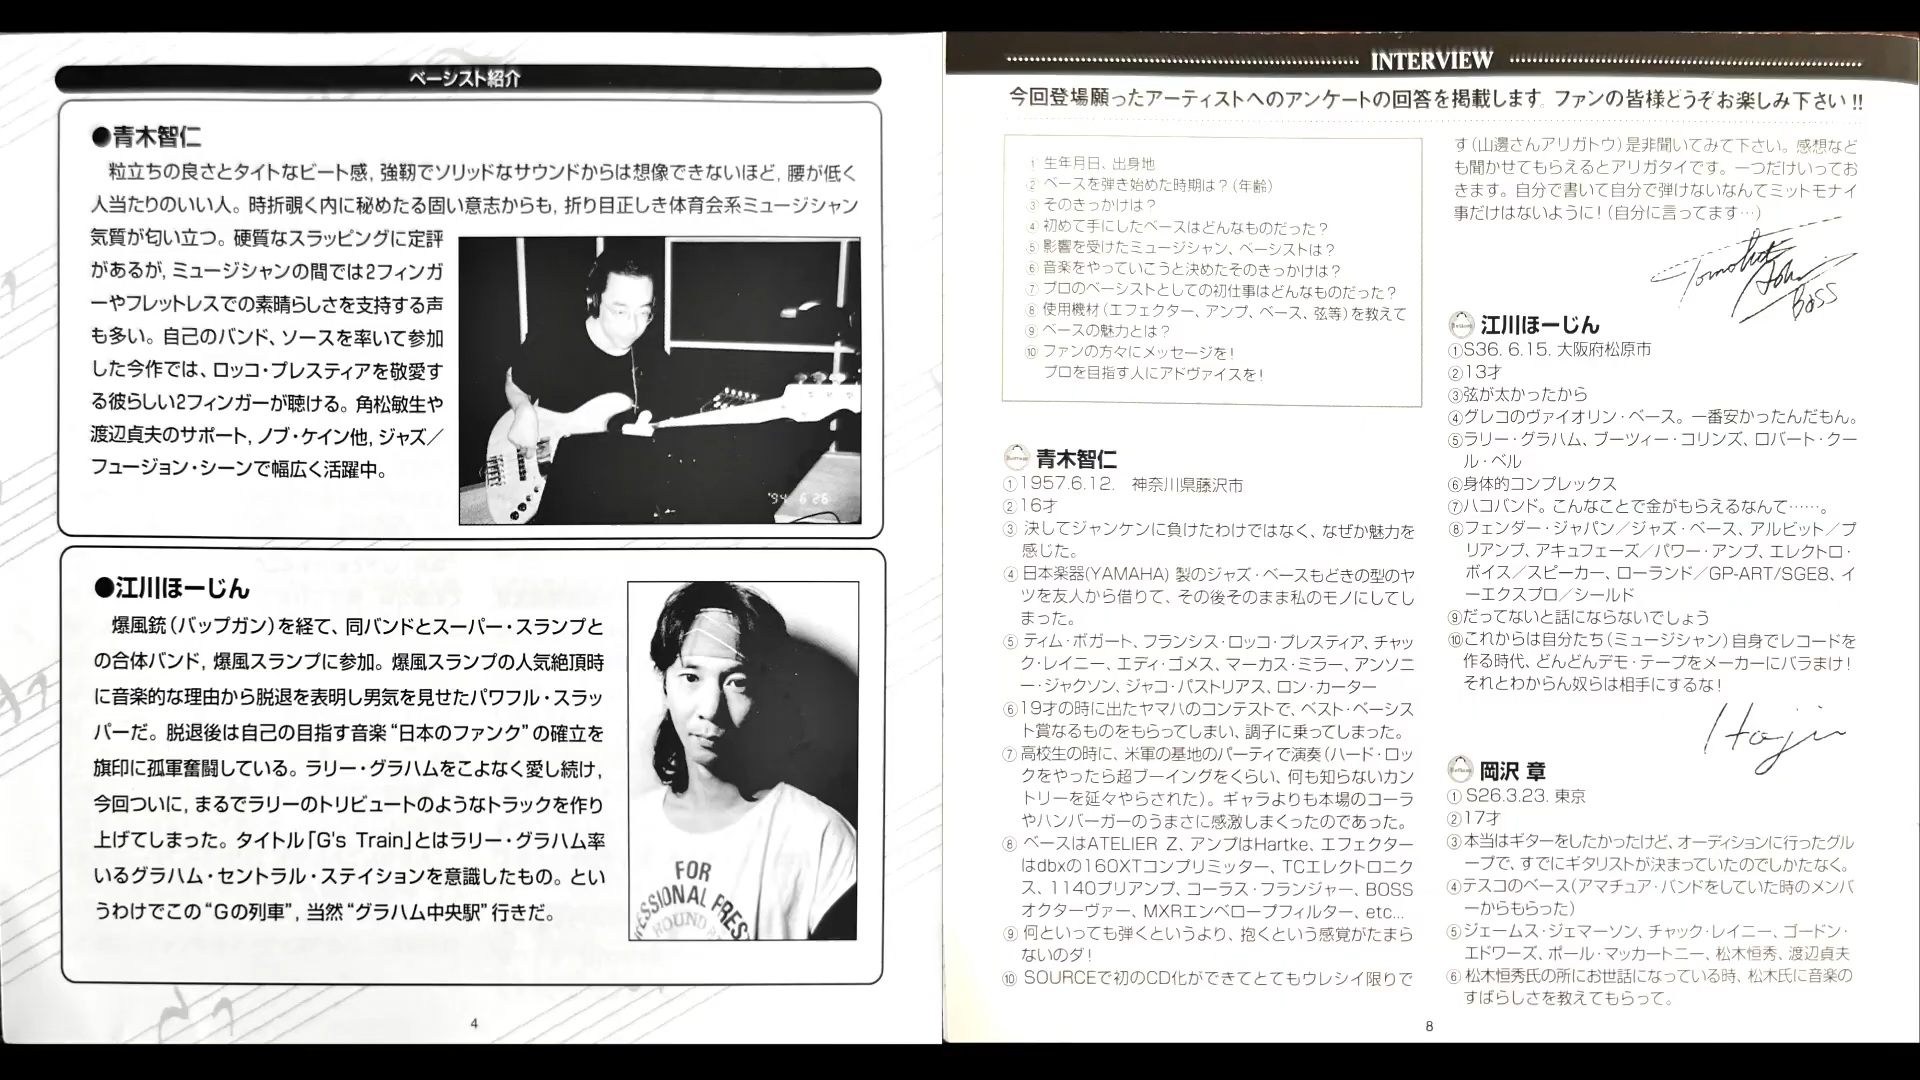 ベーシスト紹介
●青木智仁
粒立ちの良さとタイトなビート感，強靭でソリッドなサウンドからは想像できないほど，腰が低く
人当たりのいい人。時折覗く内に秘めたる固い意志からも，折り目正しき体育会系ミュージシャン
気質が匂い立つ。硬質なスラッピングに定評
があるが，ミュージシャンの間では2フィンガ
ーやフレットレスでの素晴らしさを支持する声
も多い。自己のバンド、ソースを率いて参加
した今作では、ロッコ・プレスティアを敬愛す
る彼らしい2フィンガーが聴ける。角松敏生や
渡辺貞夫のサポート，ノブ・ケイン他，ジャズ／
フュージョン・シーンで幅広く活躍中。
'94 6 26
●江川ほーじん
爆風銃（バップガン）を経て、同バンドとスーパー・スランプと
の合体バンド，爆風スランプに参加。爆風スランプの人気絶頂時
に音楽的な理由から脱退を表明し男気を見せたパワフル・スラッ
パーだ。脱退後は自己の目指す音楽“日本のファンク”の確立を
旗印に孤軍奮闘している。ラリー・グラハムをこよなく愛し続け，
今回ついに，まるでラリーのトリビュートのようなトラックを作り
上げてしまった。タイトル「G's Train」とはラリー・グラハム率
いるグラハム・セントラル・ステイションを意識したもの。とい
うわけでこの“Gの列車”，当然“グラハム中央駅”行きだ。
FOR
4
INTERVIEW
今回登場願ったアーティストへのアンケートの回答を掲載します。ファンの皆様どうぞお楽しみ下さい!!
① 生年月日、出身地
② ベースを弾き始めた時期は？（年齢）
③ そのきっかけは？
④ 初めて手にしたベースはどんなものだった？
⑤ 影響を受けたミュージシャン、ベーシストは？
⑥ 音楽をやっていこうと決めたそのきっかけは？
⑦ プロのベーシストとしての初仕事はどんなものだった？
⑧ 使用機材（エフェクター、アンプ、ベース、弦等）を教えて
⑨ ベースの魅力とは？
⑩ ファンの方々にメッセージを！
プロを目指す人にアドヴァイスを！
青木智仁
① 1957.6.12.　神奈川県藤沢市
② 16才
③ 決してジャンケンに負けたわけではなく、なぜか魅力を
感じた。
④ 日本楽器(YAMAHA) 製のジャズ・ベースもどきの型のヤ
ツを友人から借りて、その後そのまま私のモノにしてし
まった。
⑤ ティム・ボガート、フランシス・ロッコ・プレスティア、チャッ
ク・レイニー、エディ・ゴメス、マーカス・ミラー、アンソニ
ー・ジャクソン、ジャコ・パストリアス、ロン・カーター
⑥ 19才の時に出たヤマハのコンテストで、ベスト・ベーシス
ト賞なるものをもらってしまい、調子に乗ってしまった。
⑦ 高校生の時に、米軍の基地のパーティで演奏（ハード・ロッ
クをやったら超ブーイングをくらい、何も知らないカン
トリーを延々やらされた）。ギャラよりも本場のコーラ
やハンバーガーのうまさに感激しまくったのであった。
⑧ ベースはATELIER Z、アンプはHartke、エフェクター
はdbxの160XTコンプリミッター、TCエレクトロニク
ス、1140プリアンプ、コーラス・フランジャー、BOSS
オクターヴァー、MXRエンベロープフィルター、etc...
⑨ 何といっても弾くというより、抱くという感覚がたまら
ないのダ！
⑩ SOURCEで初のCD化ができてとてもウレシイ限りで
す（山邊さんアリガトウ）是非聞いてみて下さい。感想など
も聞かせてもらえるとアリガタイです。一つだけいってお
きます。自分で書いて自分で弾けないなんてミットモナイ
事だけはないように！（自分に言ってます…）
BOSS
江川ほーじん
①S36. 6.15. 大阪府松原市
②13才
③弦が太かったから
④グレコのヴァイオリン・ベース。一番安かったんだもん。
⑤ラリー・グラハム、ブーツィー・コリンズ、ロバート・クー
ル・ベル
⑥身体的コンプレックス
⑦ハコバンド。こんなことで金がもらえるなんて……。
⑧フェンダー・ジャパン／ジャズ・ベース、アルビット／プ
リアンプ、アキュフェーズ／パワー・アンプ、エレクトロ・
ボイス／スピーカー、ローランド／GP-ART/SGE8、イ
ーエクスプロ／シールド
⑨だってないと話にならないでしょう
⑩これからは自分たち（ミュージシャン）自身でレコードを
作る時代、どんどんデモ・テープをメーカーにバラまけ！
それとわからん奴らは相手にするな！
Hojin
岡沢 章
① S26.3.23. 東京
②17才
③本当はギターをしたかったけど、オーディションに行ったグル
ープで、すでにギタリストが決まっていたのでしかたなく。
④テスコのベース（アマチュア・バンドをしていた時のメンバ
ーからもらった）
⑤ジェームス・ジェマーソン、チャック・レイニー、ゴードン・
エドワーズ、ポール・マッカートニー、松木恒秀、渡辺貞夫
⑥ 松木恒秀氏の所にお世話になっている時、松木氏に音楽の
すばらしさを教えてもらって。
8